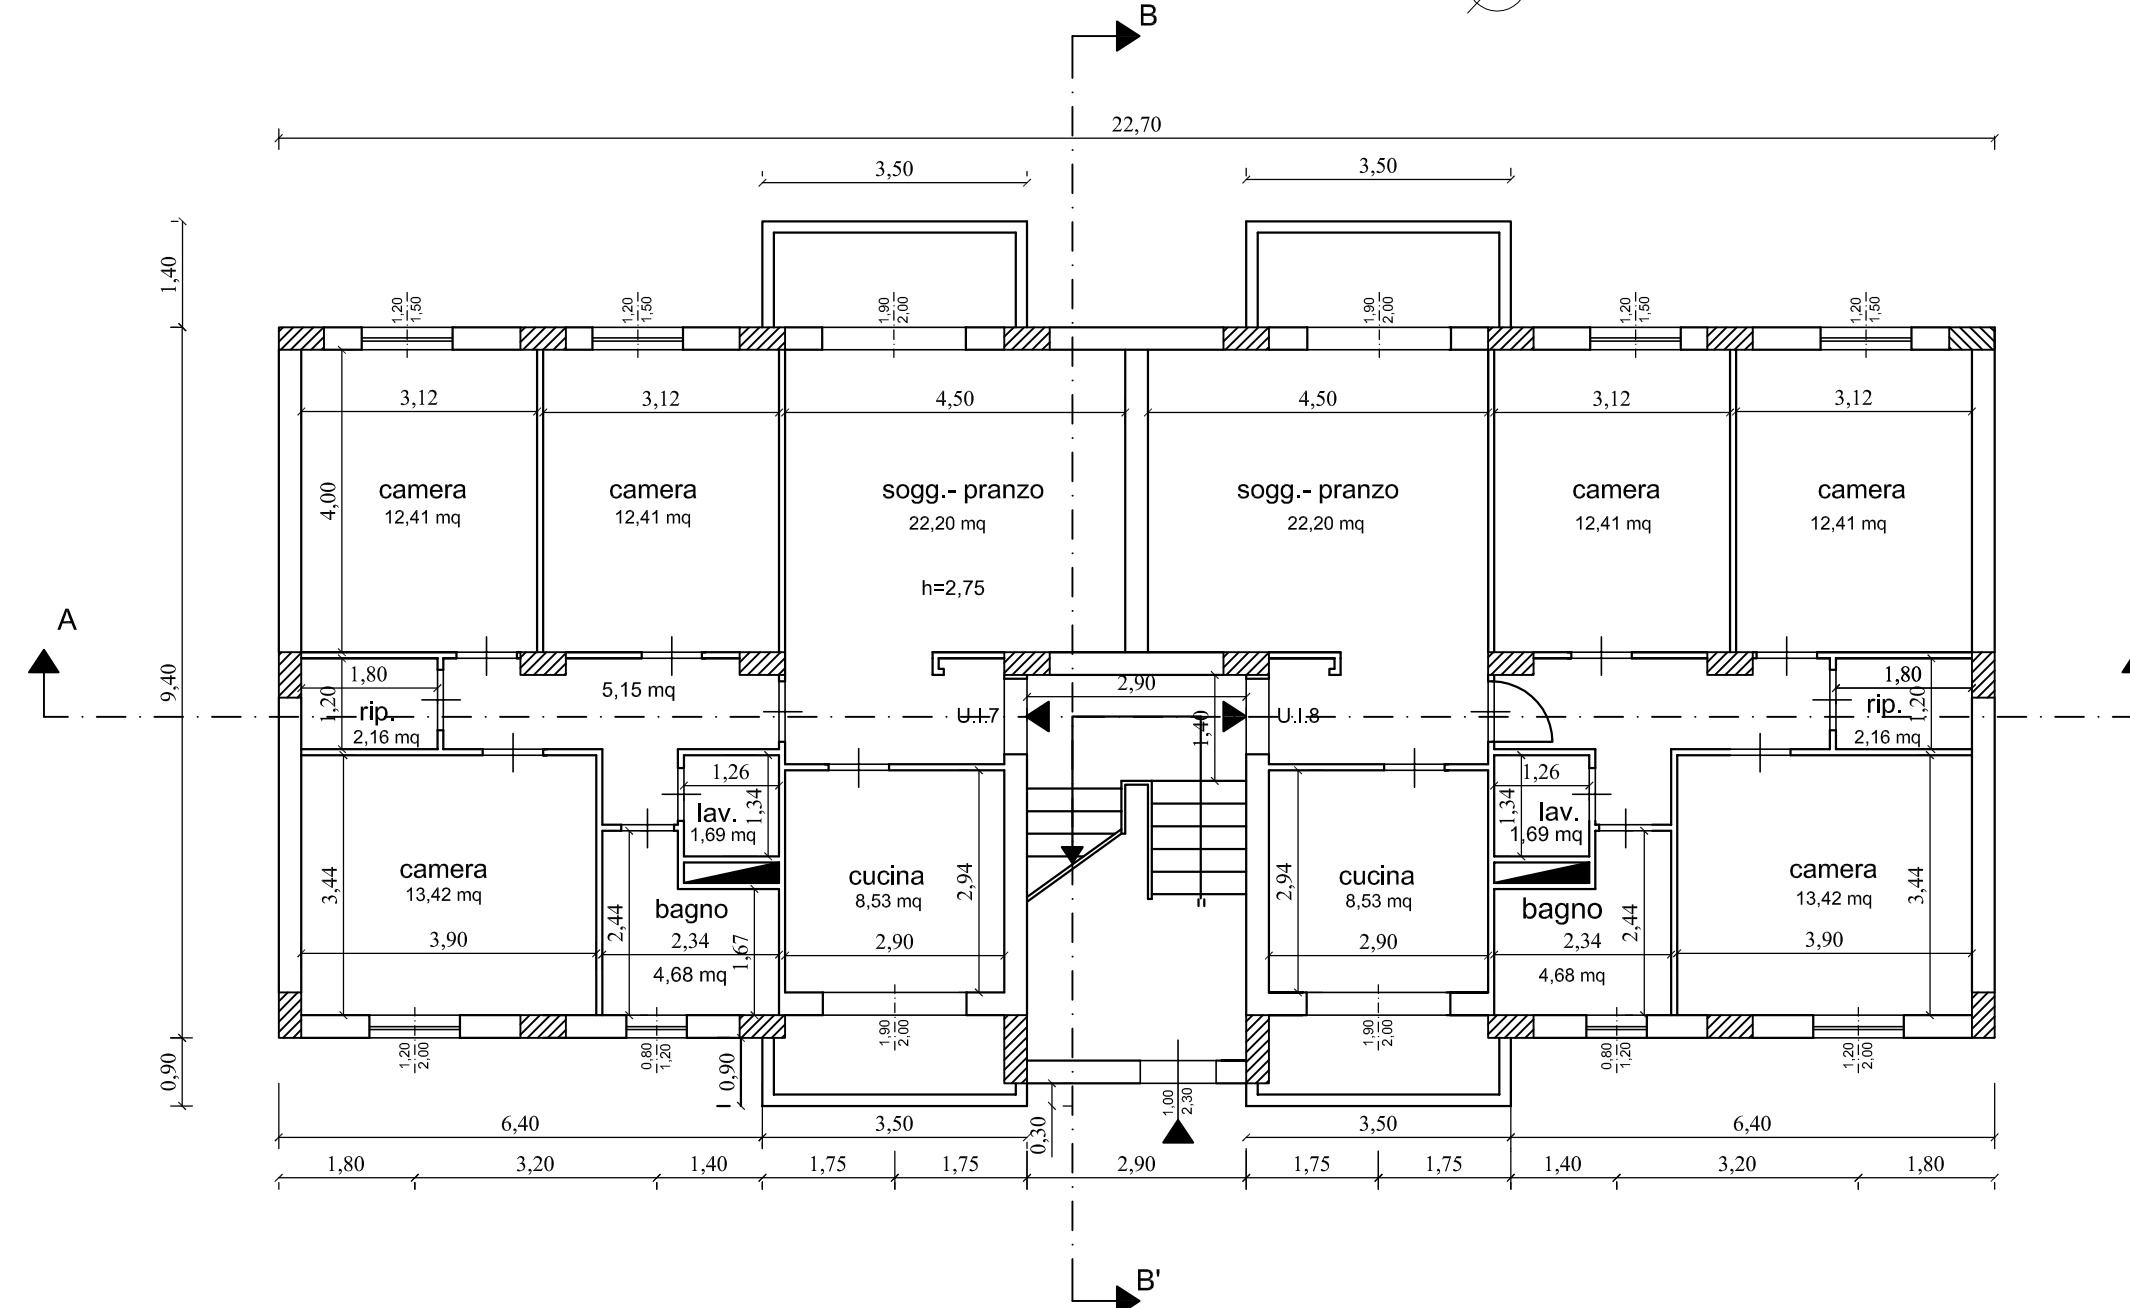 B
22,70
3,50
3,50
1,40
1,20
1,50
1,20
1,50
1,90
2,00
1,90
2,00
1,20
1,50
1,20
1,50
3,12
3,12
4,50
4,50
3,12
3,12
4,00
camera
12,41 mq
camera
12,41 mq
sogg.- pranzo
22,20 mq
sogg.- pranzo
22,20 mq
camera
12,41 mq
camera
12,41 mq
h=2,75
A
9,40
1,80
1,20
rip.
2,16 mq
5,15 mq
U.I.7
2,90
1,40
U.I.8
1,80
1,20
rip.
2,16 mq
1,26
1,34
lav.
1,69 mq
1,26
1,34
lav.
1,69 mq
camera
13,42 mq
3,44
3,90
bagno
2,44
2,34
1,67
4,68 mq
cucina
8,53 mq
2,94
2,90
cucina
8,53 mq
2,94
2,90
bagno
2,34
2,44
4,68 mq
camera
13,42 mq
3,44
3,90
0,90
1,20
2,00
0,80
1,20
0,90
1,90
2,00
1,90
2,00
0,80
1,20
1,20
2,00
1,00
2,30
0,30
6,40
3,50
3,50
6,40
1,80
3,20
1,40
1,75
1,75
2,90
1,75
1,75
1,40
3,20
1,80
B'